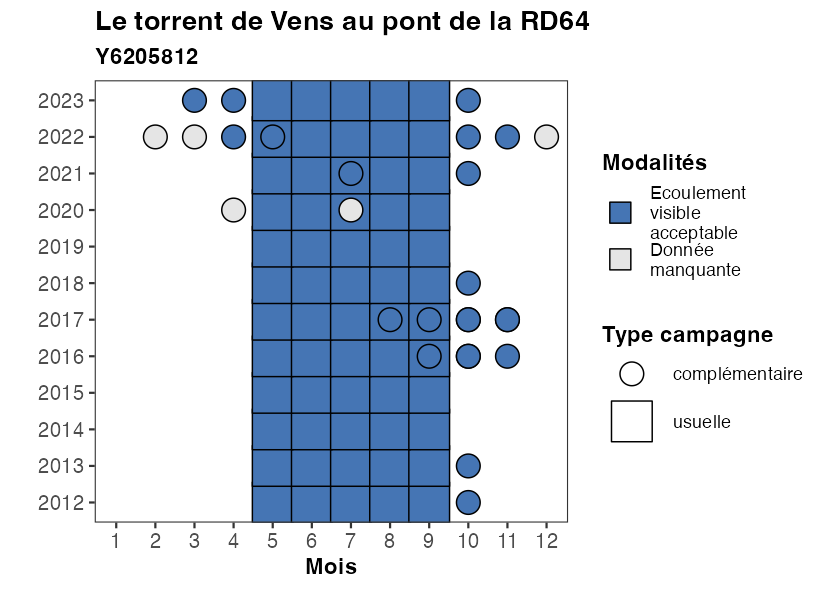 Le torrent de Vens au pont de la RD64
Y6205812
2023
2022
2021
2020
2019
2018
2017
2016
2015
2014
2013
2012
1 2 3 4 5 6 7 8 9 10 11 12
Mois
Modalités
Ecoulement
visible
acceptable
Donnée
manquante
Type campagne
complémentaire
usuelle